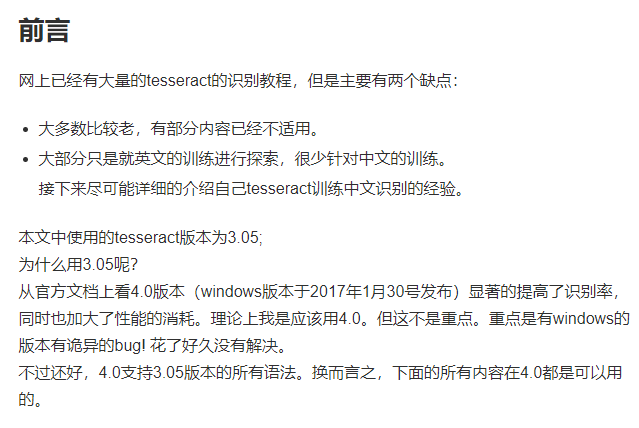 前言
网上已经有大量的tesseract的识别教程，但是主要有两个缺点：
大多数比较老，有部分内容已经不适用。
大部分只是就英文的训练进行探索，很少针对中文的训练。
接下来尽可能详细的介绍自己tesseract训练中文识别的经验。
本文中使用的tesseract版本为3.05;
为什么用3.05呢？
从官方文档上看4.0版本（windows版本于2017年1月30号发布）显著的提高了识别率，
同时也加大了性能的消耗。理论上我是应该用4.0。但这不是重点。重点是有windows的
版本有诡异的bug! 花了好久没有解决。
不过还好，4.0支持3.05版本的所有语法。换而言之，下面的所有内容在4.0都是可以用
的。